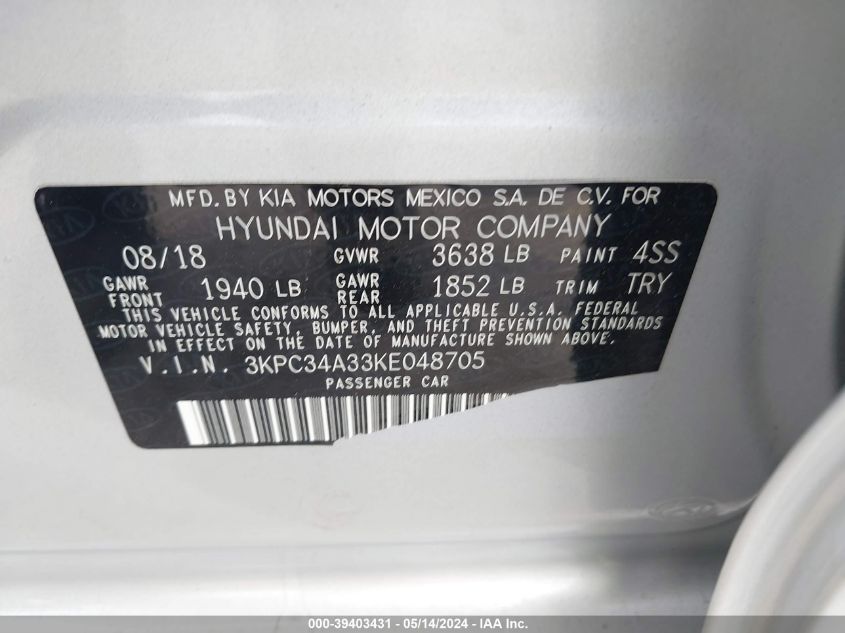 MFD. BY KIA MOTORS MEXICO S.A. DE C.V. FOR
HYUNDAI MOTOR COMPANY
08/18 GVWR 3638 LB PAINT 4SS
GAWR FRONT 1940 LB GAWR REAR 1852 LB TRIM TRY
THIS VEHICLE CONFORMS TO ALL APPLICABLE U.S.A. FEDERAL
MOTOR VEHICLE SAFETY, BUMPER, AND THEFT PREVENTION STANDARDS
IN EFFECT ON THE DATE OF MANUFACTURE SHOWN ABOVE.
V.I.N. 3KPC34A33KE048705
PASSENGER CAR
000-39403431 - 05/14/2024 - IAA Inc.